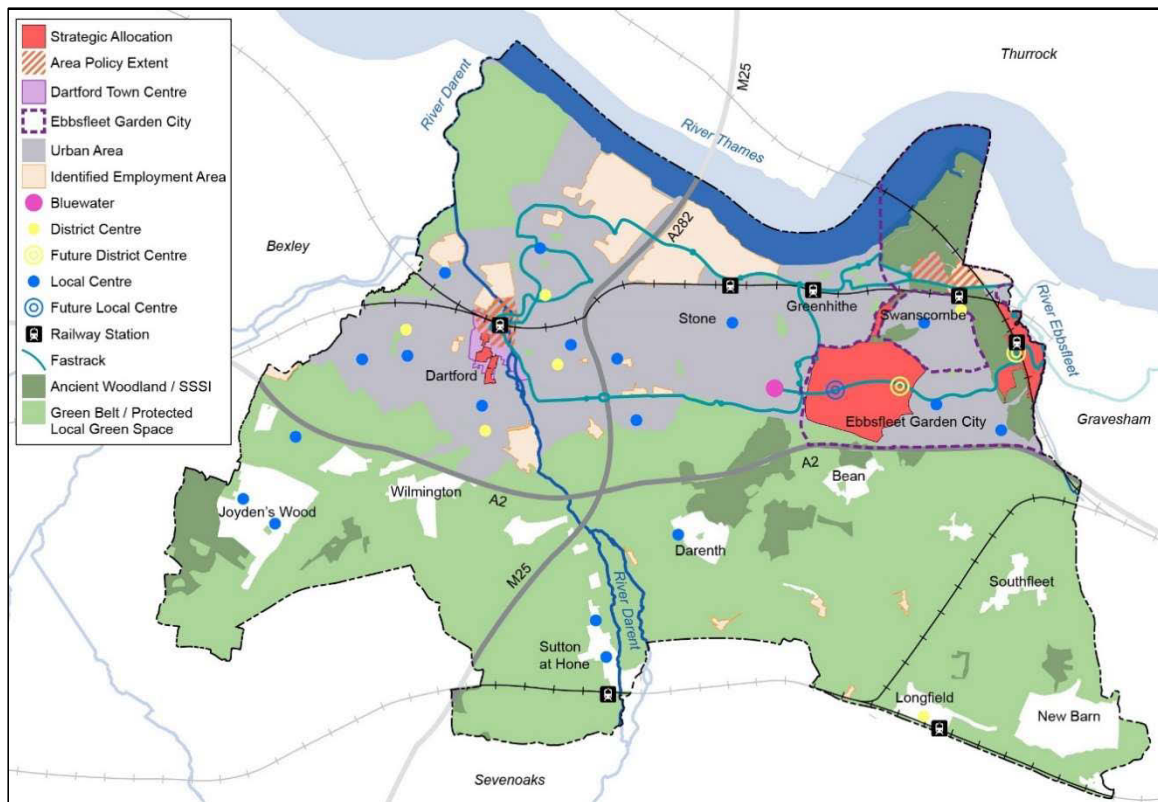 Strategic Allocation
Area Policy Extent
Dartford Town Centre
Ebbsfleet Garden City
Urban Area
Identified Employment Area
Bluewater
District Centre
Future District Centre
Local Centre
Future Local Centre
Railway Station
Fastrack
Ancient Woodland / SSSI
Green Belt / Protected
Local Green Space
Thurrock
M25
River Darent
River Thames
Bexley
A282
Greenhithe
Stone
Swanscombe
River Ebbsfleet
Dartford
Ebbsfleet Garden City
Gravesham
A2
Wilmington
A2
Bean
Joyden's Wood
Darenth
M25
River Darent
Southfleet
Sutton
at Hone
Longfield
New Barn
Sevenoaks